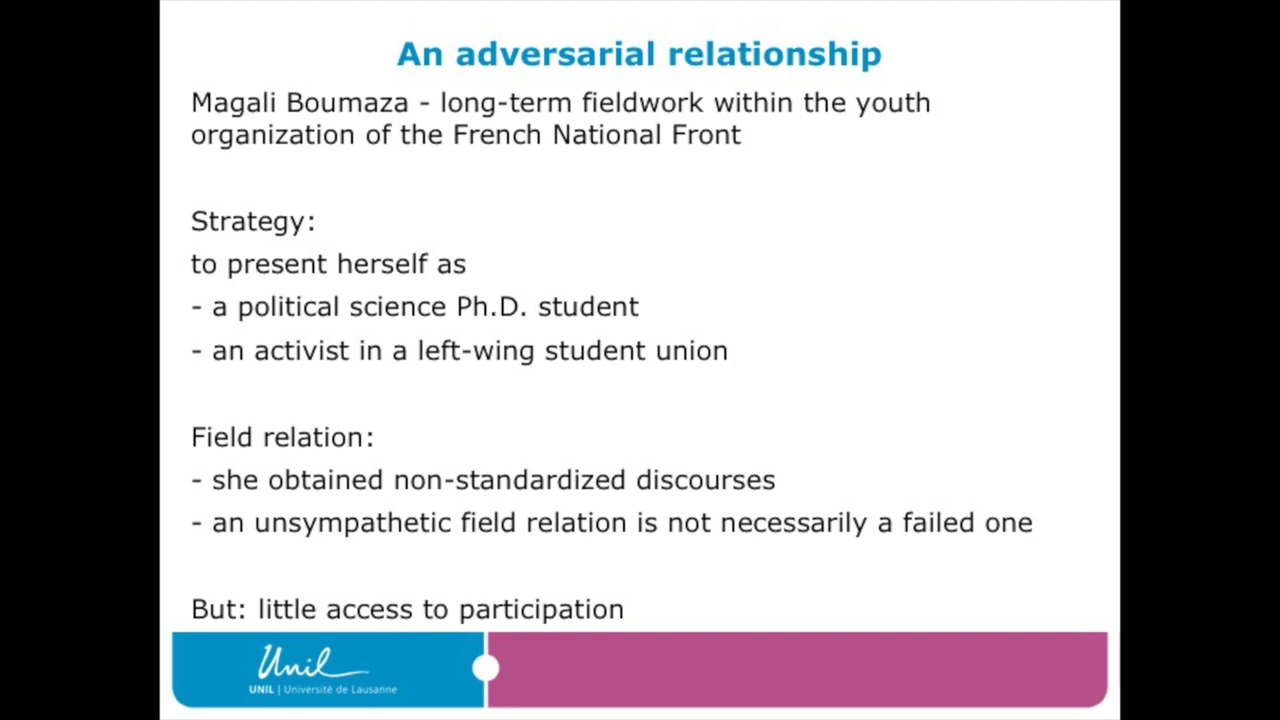 An adversarial relationship
Magali Boumaza - long-term fieldwork within the youth
organization of the French National Front
Strategy:
to present herself as
- a political science Ph.D. student
- an activist in a left-wing student union
Field relation:
- she obtained non-standardized discourses
- an unsympathetic field relation is not necessarily a failed one
But: little access to participation
Unil
UNIL | Université de Lausanne